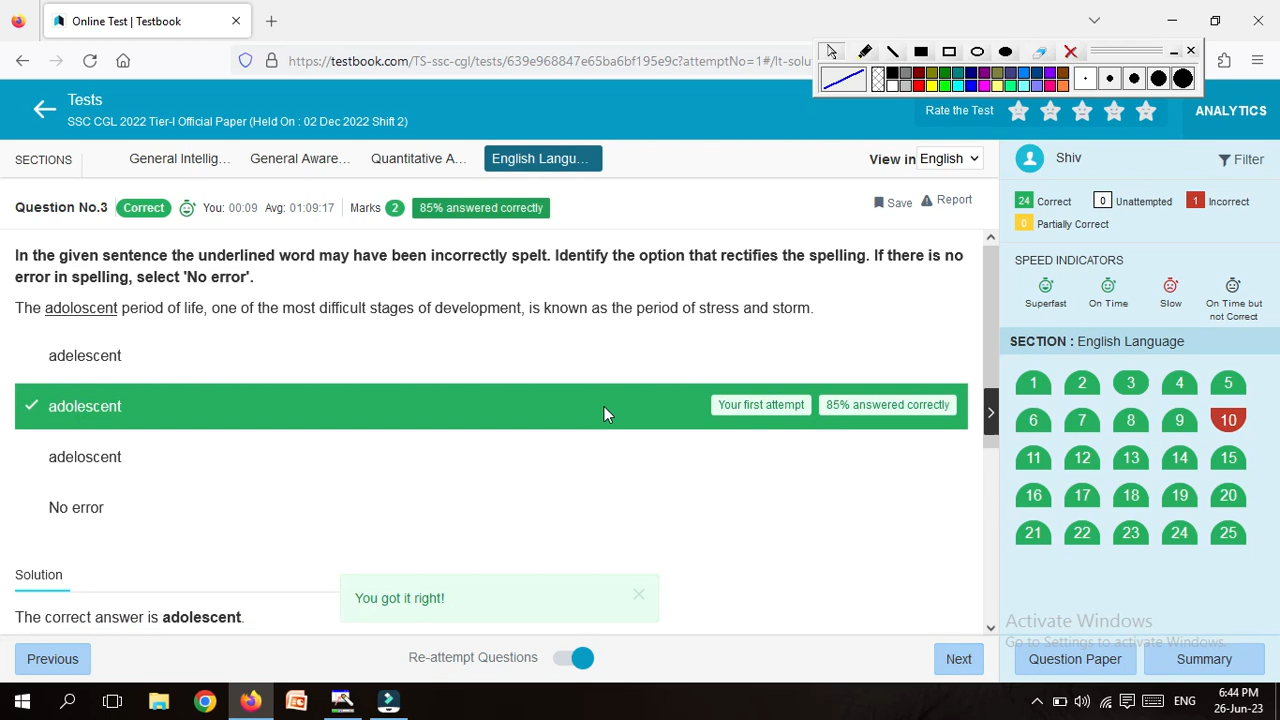 Online Test | Testbook
https://testbook.com/TS-ssc-cgl/tests/639e968847e65ba6bf195e9c?attemptNo=1#/lt-solu
Tests
SSC CGL 2022 Tier-I Official Paper (Held On : 02 Dec 2022 Shift 2)
Rate the Test
ANALYTICS
SECTIONS General Intellig... General Aware... Quantitative A... English Langu... View in English
Shiv Filter
Question No.3 Correct You: 00:09 Avg: 01:09:17 Marks 2 85% answered correctly Save Report
24 Correct 0 Unattempted 1 Incorrect
0 Partially Correct
In the given sentence the underlined word may have been incorrectly spelt. Identify the option that rectifies the spelling. If there is no
error in spelling, select 'No error'.
The adoloscent period of life, one of the most difficult stages of development, is known as the period of stress and storm.
adelescent
adolescent Your first attempt 85% answered correctly
adeloscent
No error
Solution
You got it right!
The correct answer is adolescent.
SPEED INDICATORS
Superfast On Time Slow On Time but
not Correct
SECTION : English Language
1 2 3 4 5
6 7 8 9 10
11 12 13 14 15
16 17 18 19 20
21 22 23 24 25
Activate Windows
Go to Settings to activate Windows.
Previous Re-attempt Questions Next Question Paper Summary
ENG 6:44 PM
26-Jun-23